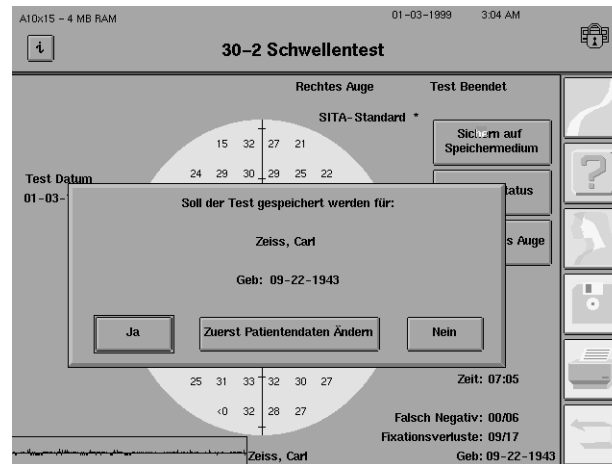 A10x15 - 4 MB RAM
01-03-1999 3:04 AM
i
30-2 Schwellentest
Rechtes Auge
Test Beendet
SITA-Standard *
Sichern auf
Speichermedium
15 32 27 21
24 29 30 29 25 22
Test Datum
01-03-
tatus
s Auge
Soll der Test gespeichert werden für:
Zeiss, Carl
Geb: 09-22-1943
Ja
Zuerst Patientendaten Ändern
Nein
25 31 33 32 30 27
<0 32 28 27
Zeit: 07:05
Falsch Negativ: 00/06
Fixationsverluste: 09/17
Zeiss, Carl
Geb: 09-22-1943